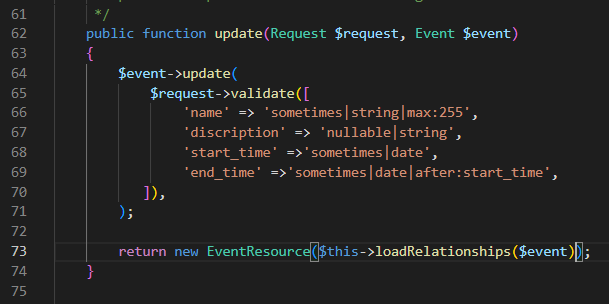 61 */
62 public function update(Request $request, Event $event)
63 {
64 $event->update(
65 $request->validate([
66 'name' => 'sometimes|string|max:255',
67 'discription' => 'nullable|string',
68 'start_time' =>'sometimes|date',
69 'end_time' =>'sometimes|date|after:start_time',
70 ]),
71 );
72
73 return new EventResource($this->loadRelationships($event));
74 }
75